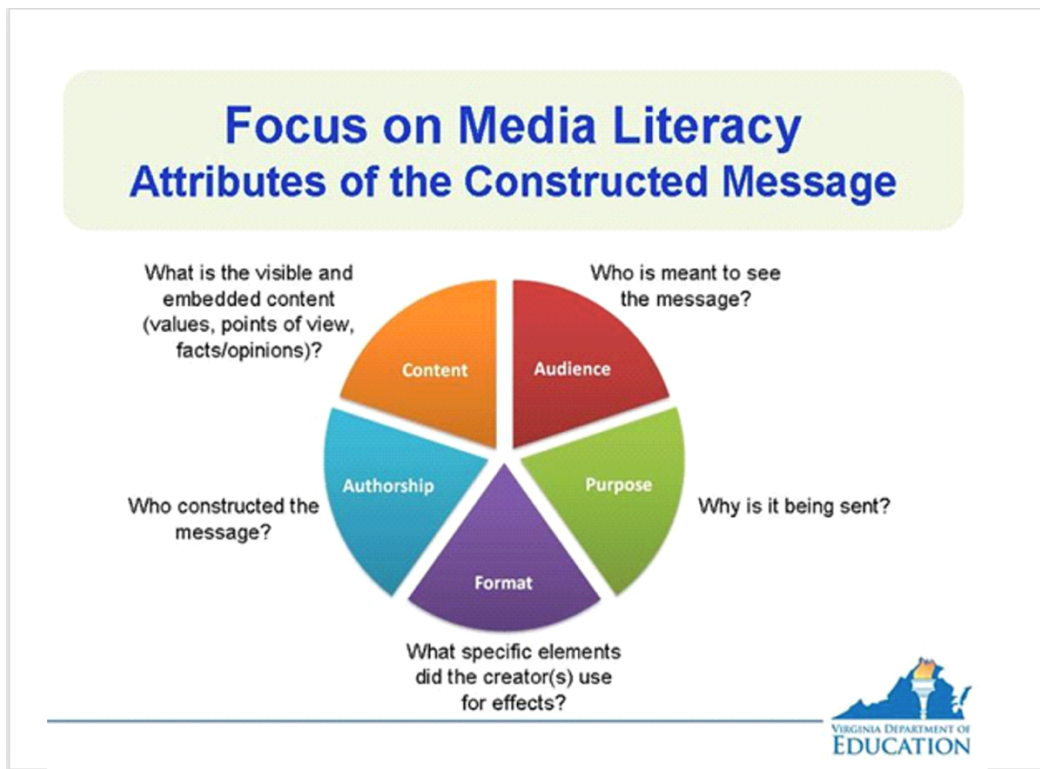 Focus on Media Literacy
Attributes of the Constructed Message
What is the visible and
embedded content
(values, points of view,
facts/opinions)?
Who is meant to see
the message?
Content
Audience
Authorship
Purpose
Who constructed the
message?
Why is it being sent?
Format
What specific elements
did the creator(s) use
for effects?
VIRGINIA DEPARTMENT OF
EDUCATION